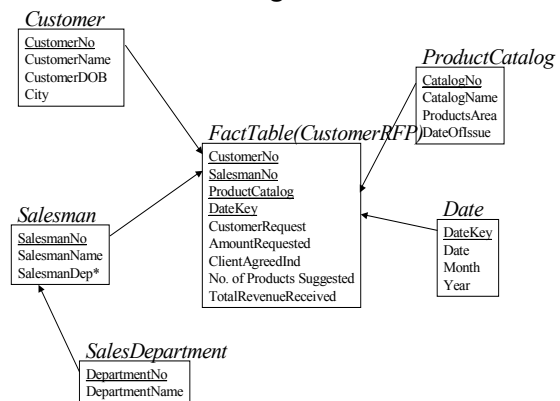 Customer
CustomerNo
CustomerName
CustomerDOB
City
ProductCatalog
CatalogNo
CatalogName
ProductsArea
DateOfIssue
FactTable(CustomerRFP)
CustomerNo
SalesmanNo
ProductCatalog
DateKey
CustomerRequest
AmountRequested
ClientAgreedInd
No. of Products Suggested
TotalRevenueReceived
Salesman
SalesmanNo
SalesmanName
SalesmanDep*
Date
DateKey
Date
Month
Year
SalesDepartment
DepartmentNo
DepartmentName